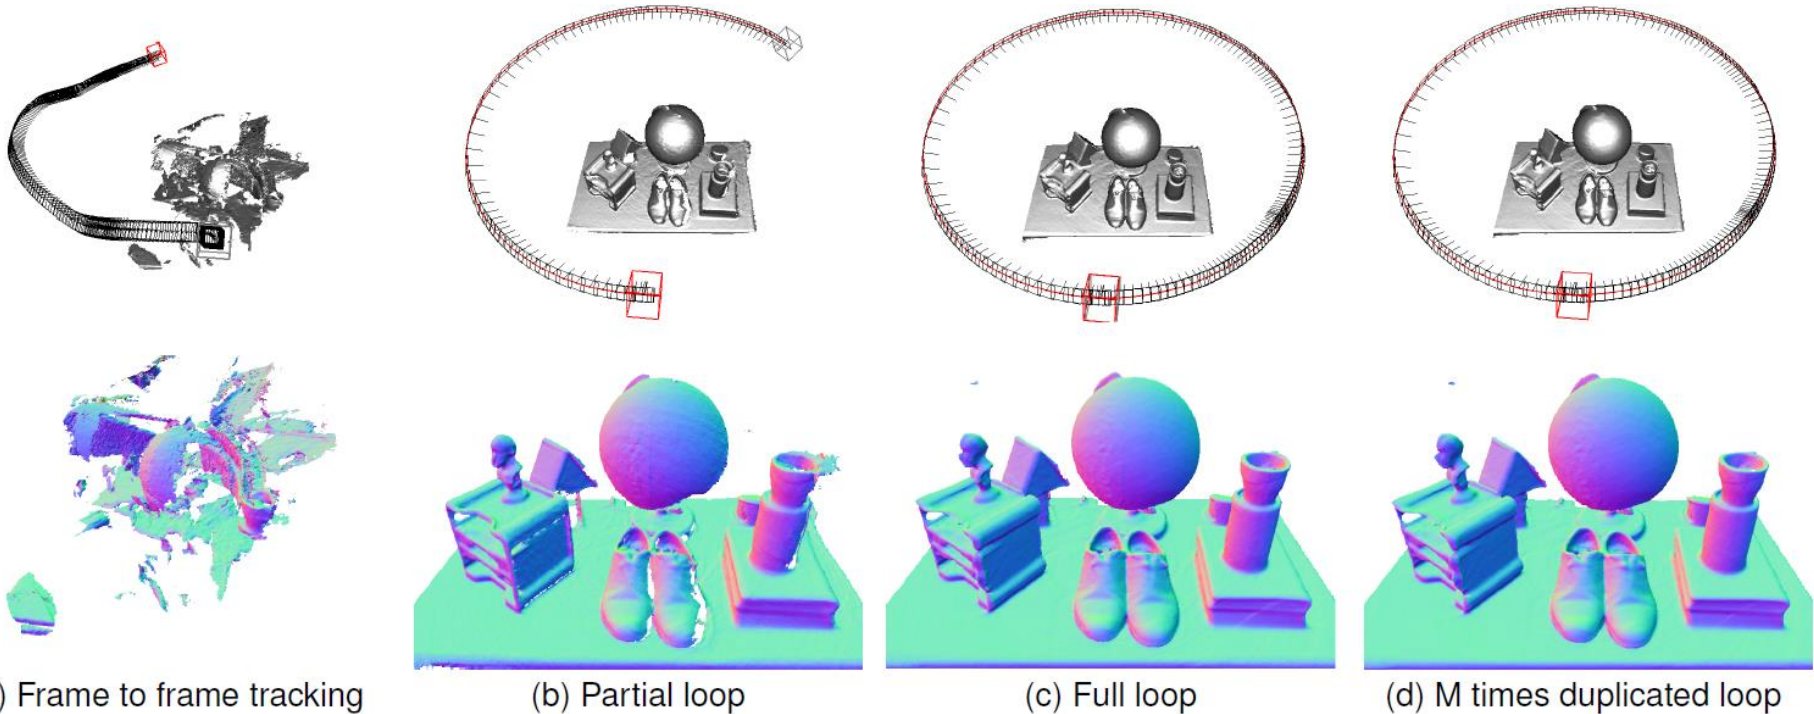 ) Frame to frame tracking
(b) Partial loop
(c) Full loop
(d) M times duplicated loop